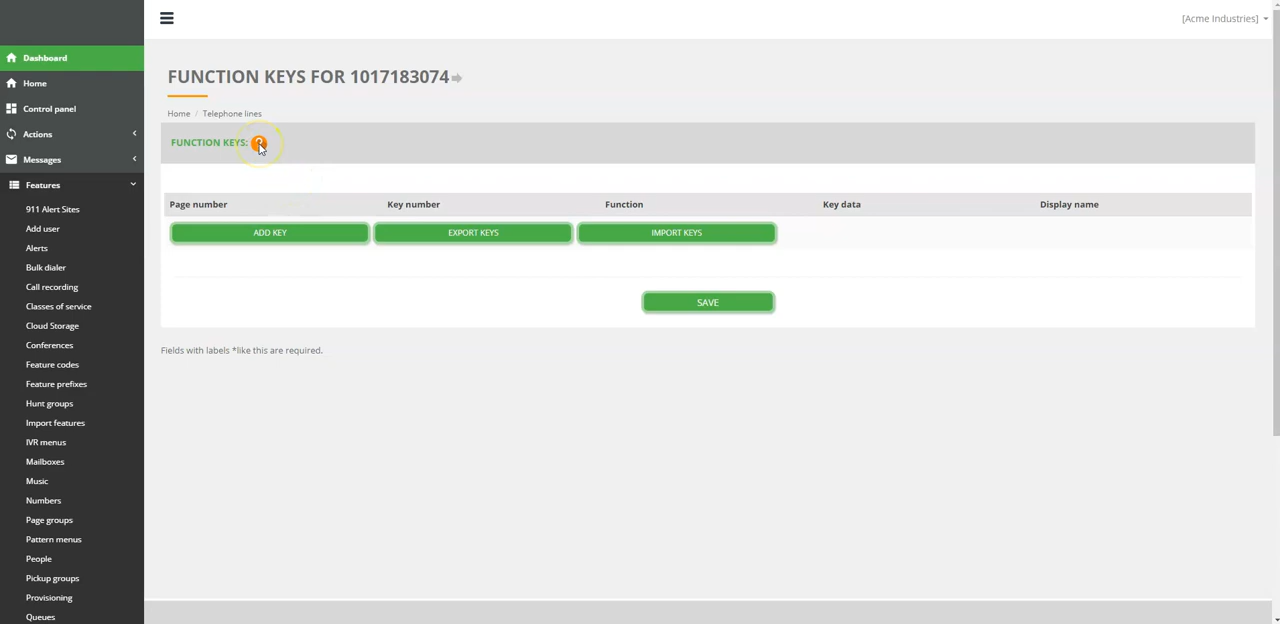 [Acme Industries]
Dashboard
Home
Control panel
Actions
Messages
Features
911 Alert Sites
Add user
Alerts
Bulk dialer
Call recording
Classes of service
Cloud Storage
Conferences
Feature codes
Feature prefixes
Hunt groups
Import features
IVR menus
Mailboxes
Music
Numbers
Page groups
Pattern menus
People
Pickup groups
Provisioning
Queues
FUNCTION KEYS FOR 1017183074
Home / Telephone lines
FUNCTION KEYS:
Page number Key number Function Key data Display name
ADD KEY EXPORT KEYS IMPORT KEYS
SAVE
Fields with labels *like this are required.